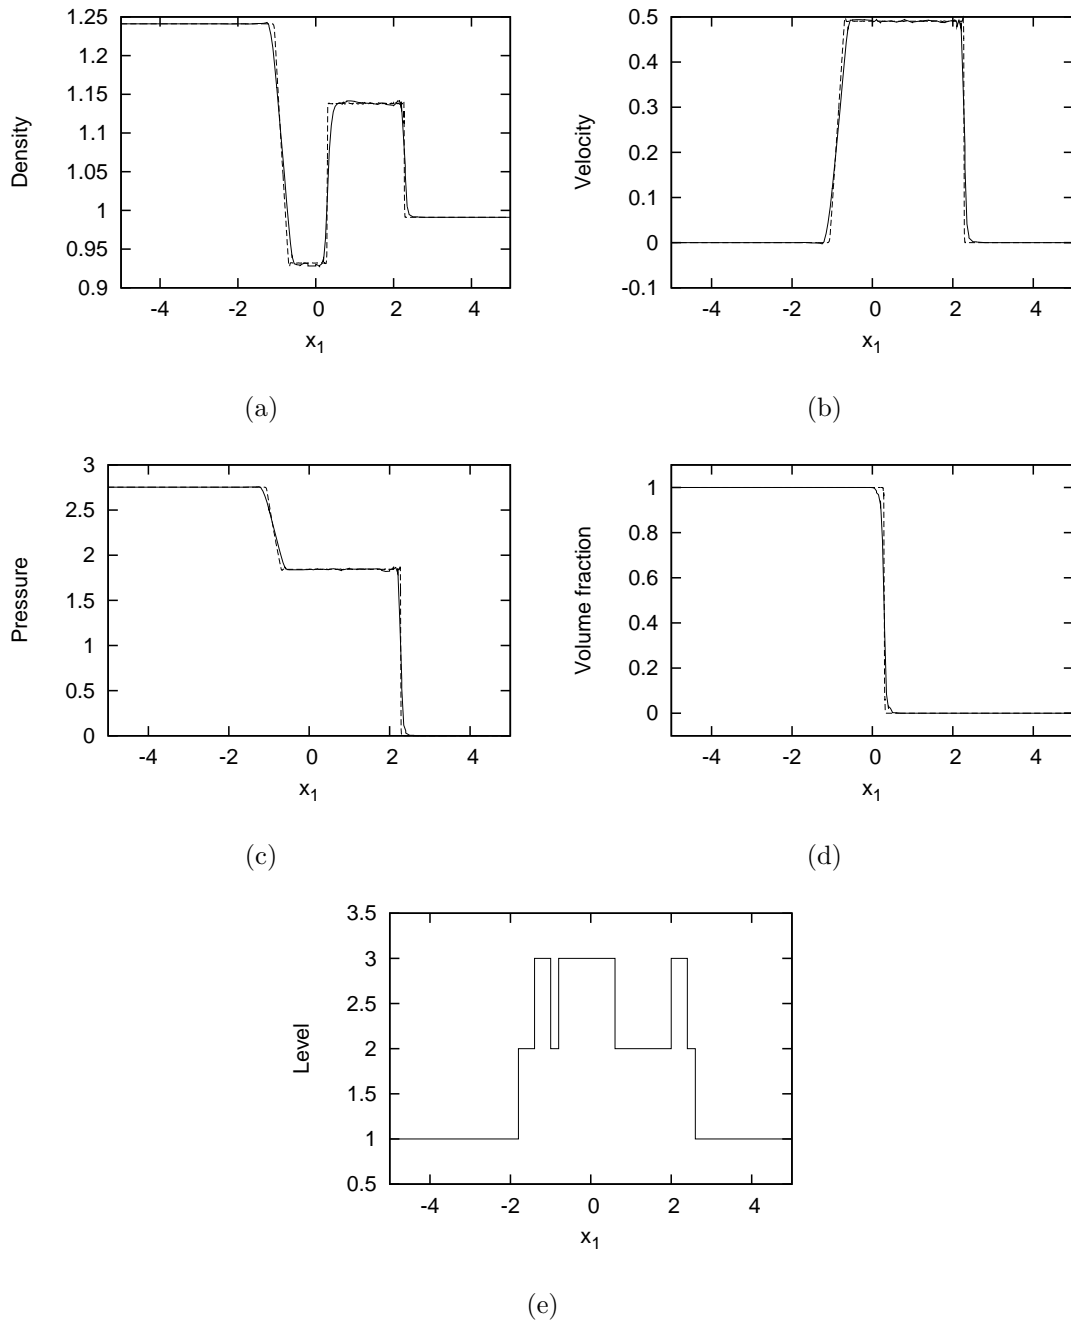 1.25
1.2
1.15
1.1
1.05
1
0.95
0.9
Density
-4 -2 0 2 4
x1
(a)
0.5
0.4
0.3
0.2
0.1
0
-0.1
Velocity
-4 -2 0 2 4
x1
(b)
3
2.5
2
1.5
1
0.5
0
Pressure
-4 -2 0 2 4
x1
(c)
1
0.8
0.6
0.4
0.2
0
Volume fraction
-4 -2 0 2 4
x1
(d)
3.5
3
2.5
2
1.5
1
0.5
Level
-4 -2 0 2 4
x1
(e)